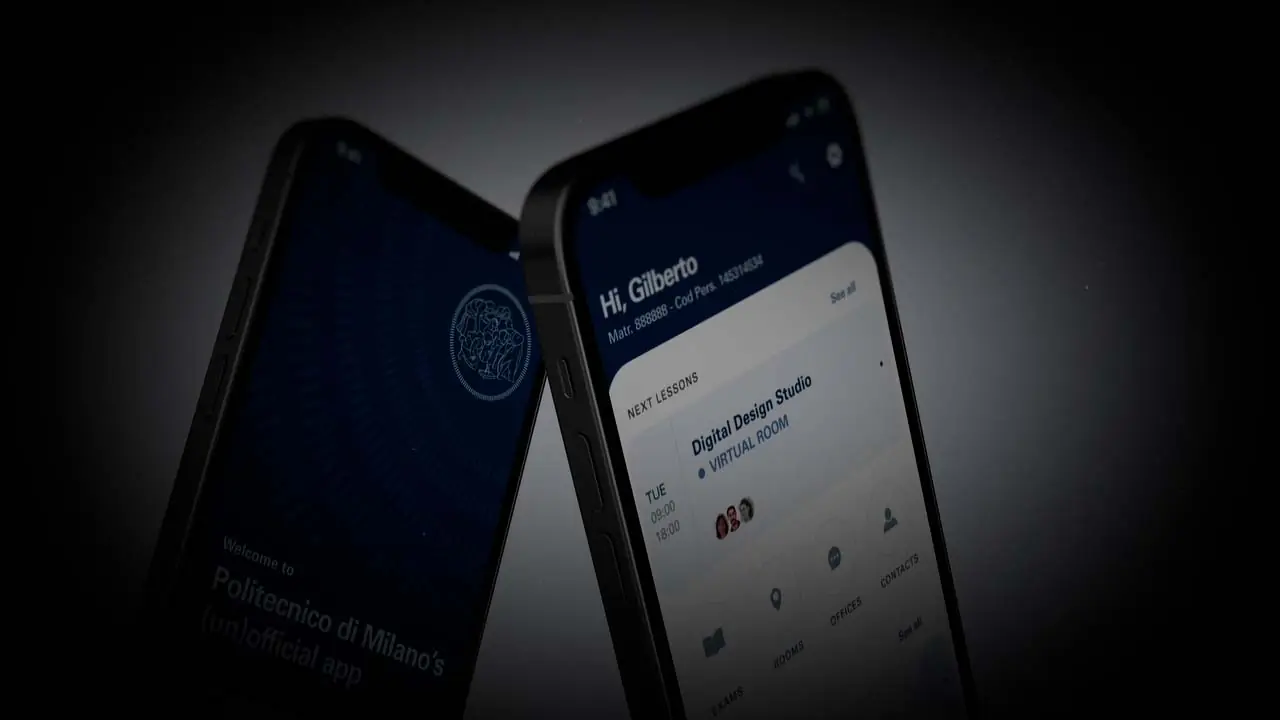 Welcome to
Politecnico di Milano's
(un)official app
9:41
Hi, Gilberto
Matr. 888888 - Cod Pers. 145314534
NEXT LESSONS
See all
TUE
09:00
18:00
Digital Design Studio
VIRTUAL ROOM
EXAMS
ROOMS
OFFICES
CONTACTS
See all